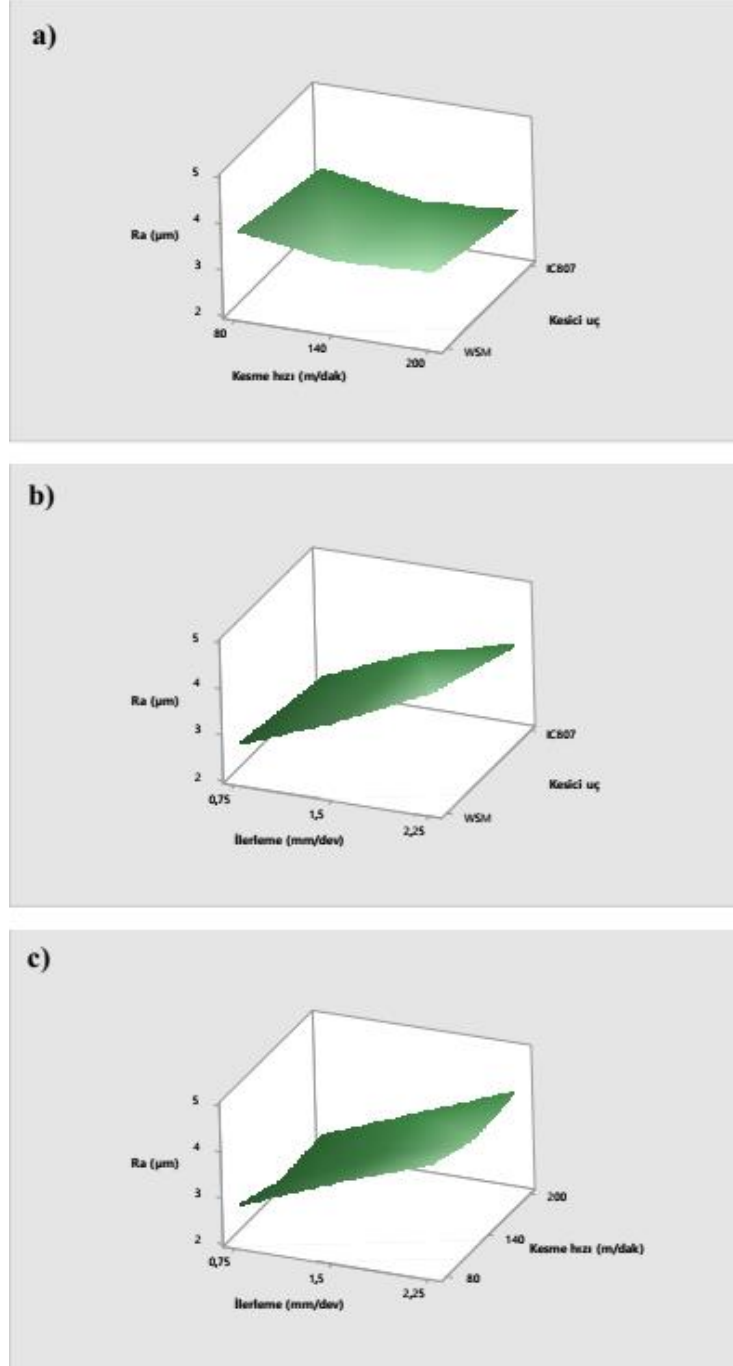 a)
5
4
Ra (µm)
3
2
80
140
200
Kesme hızı (m/dak)
WSM
IC807
Kesici uç
b)
5
4
Ra (µm)
3
2
0,75
1,5
2,25
İlerleme (mm/dev)
WSM
IC807
Kesici uç
c)
5
4
Ra (µm)
3
2
0,75
1,5
2,25
İlerleme (mm/dev)
80
140
200
Kesme hızı (m/dak)